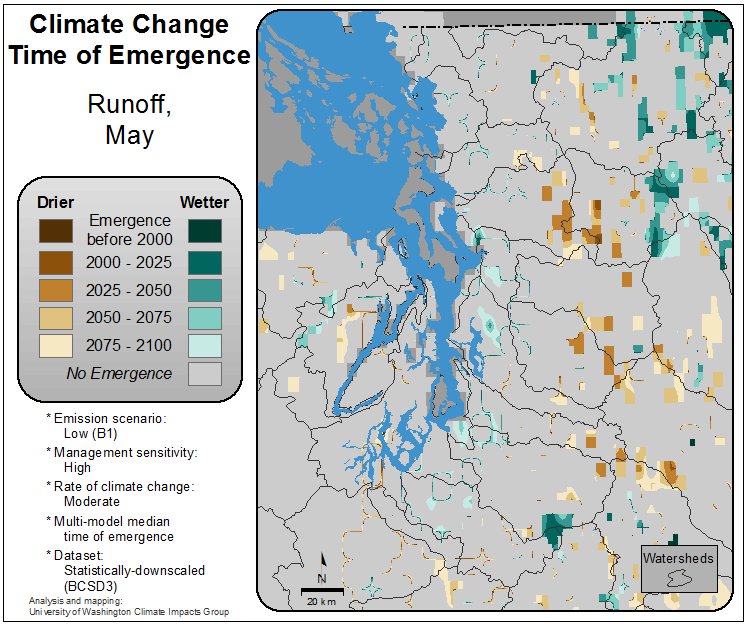 Climate Change
Time of Emergence
Runoff,
May
Drier
Wetter
Emergence
before 2000
2000 - 2025
2025 - 2050
2050 - 2075
2075 - 2100
No Emergence
* Emission scenario:
Low (B1)
* Management sensitivity:
High
* Rate of climate change:
Moderate
* Multi-model median
time of emergence
* Dataset:
Statistically-downscaled
(BCSD3)
Analysis and mapping:
University of Washington Climate Impacts Group
N
20 km
Watersheds